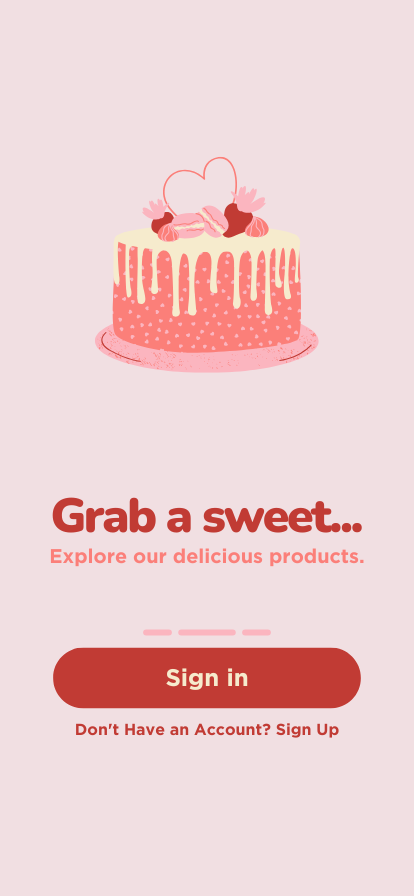 Grab a sweet...
Explore our delicious products.
Sign in
Don't Have an Account? Sign Up